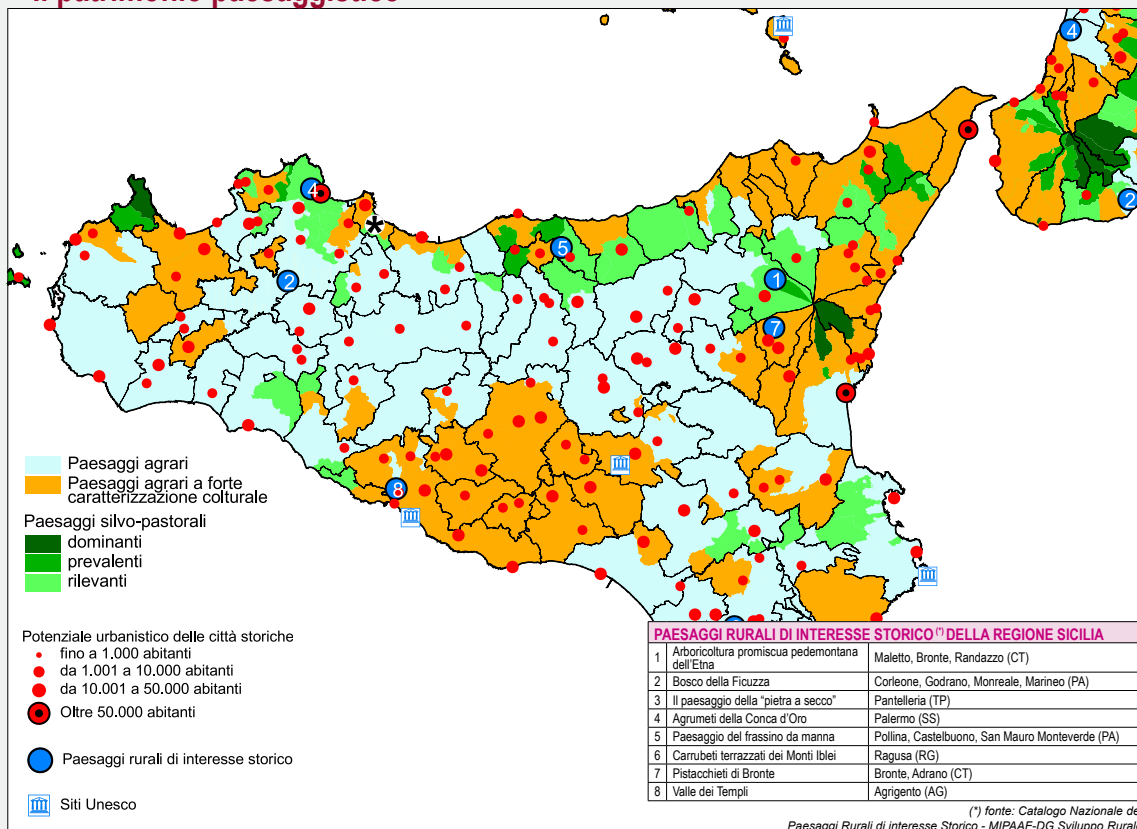 Il patrimonio paesaggistico
4
4
2
5
1
7
2
8
*
Paesaggi agrari
Paesaggi agrari a forte
caratterizzazione colturale
Paesaggi silvo-pastorali
dominanti
prevalenti
rilevanti
Potenziale urbanistico delle città storiche
fino a 1.000 abitanti
da 1.001 a 10.000 abitanti
da 10.001 a 50.000 abitanti
Oltre 50.000 abitanti
Paesaggi rurali di interesse storico
Siti Unesco
PAESAGGI RURALI DI INTERESSE STORICO (*) DELLA REGIONE SICILIA
1 Arboricoltura promiscua pedemontana
dell'Etna Maletto, Bronte, Randazzo (CT)
2 Bosco della Ficuzza Corleone, Godrano, Monreale, Marineo (PA)
3 Il paesaggio della “pietra a secco” Pantelleria (TP)
4 Agrumeti della Conca d'Oro Palermo (SS)
5 Paesaggio del frassino da manna Pollina, Castelbuono, San Mauro Monteverde (PA)
6 Carrubeti terrazzati dei Monti Iblei Ragusa (RG)
7 Pistacchieti di Bronte Bronte, Adrano (CT)
8 Valle dei Templi Agrigento (AG)
(*) fonte: Catalogo Nazionale de
Paesaggi Rurali di interesse Storico - MIPAAF-DG Sviluppo Rurale